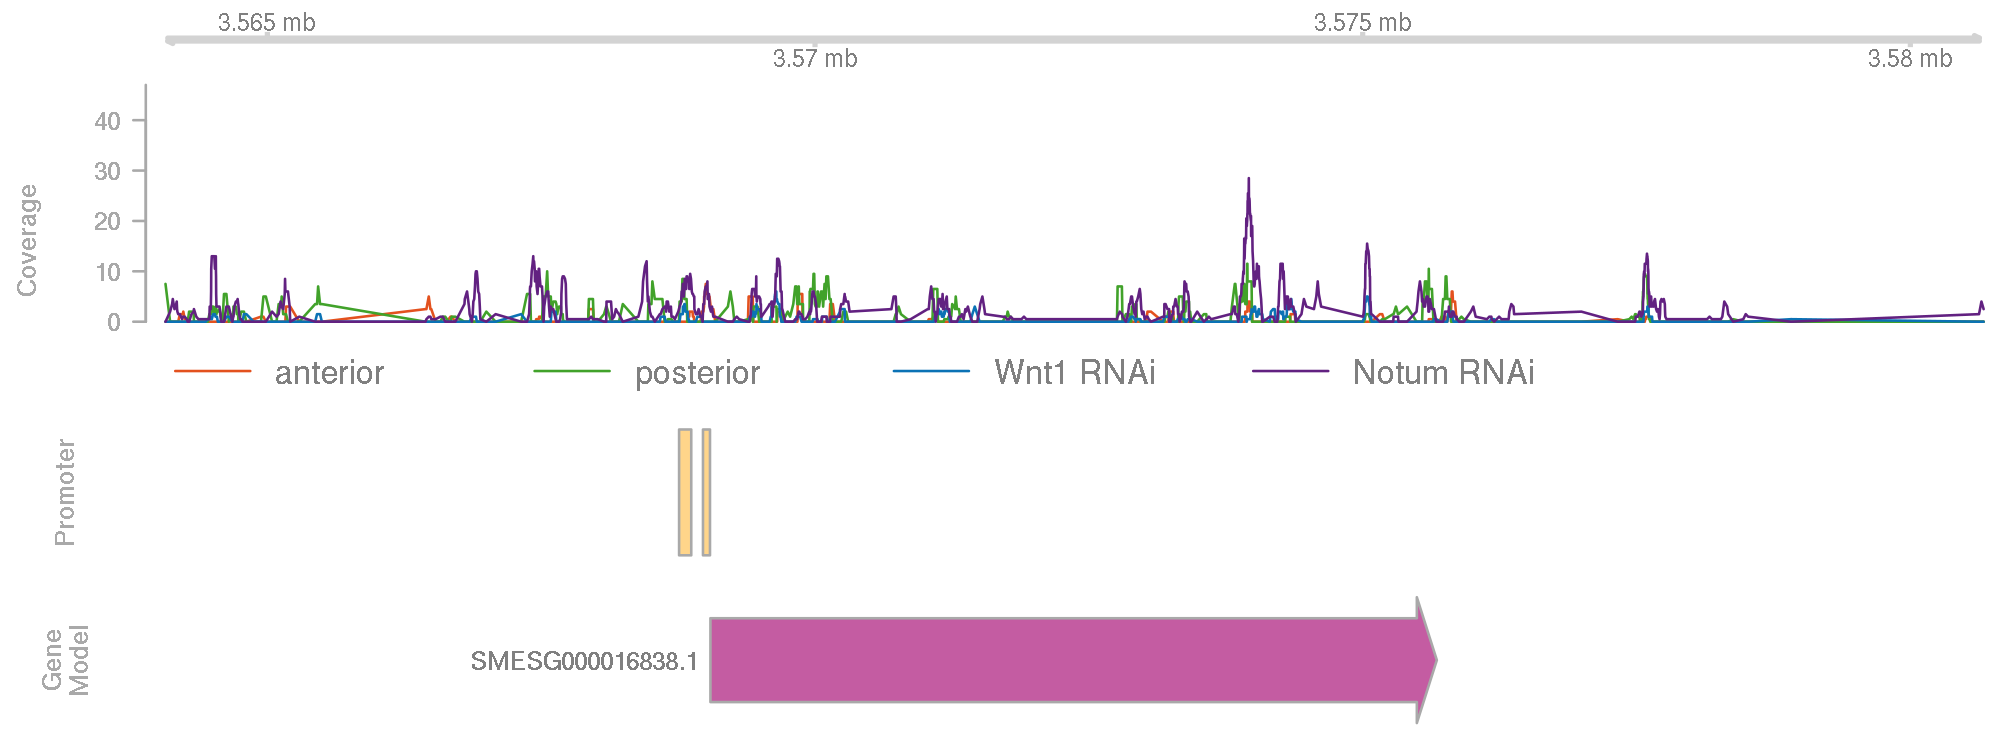 3.565 mb
3.575 mb
3.57 mb
3.58 mb
Coverage
40
30
20
10
0
anterior posterior Wnt1 RNAi Notum RNAi
Promoter
Gene
Model
SMESG000016838.1